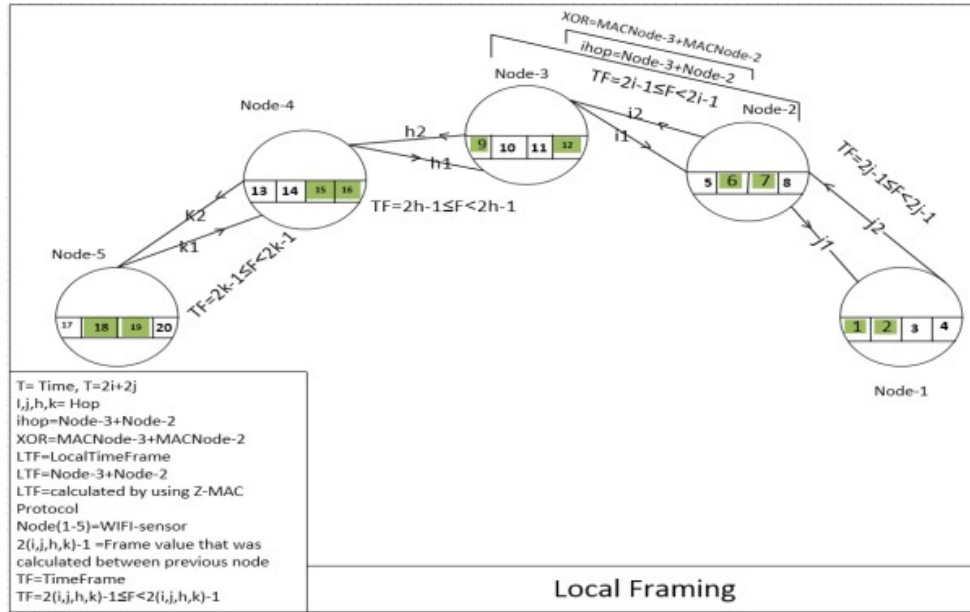 XOR=MACNode-3+MACNode-2
ihop=Node-3+Node-2
TF=2i-1≤F<2i-1
Node-3
9 10 11 12
Node-4
h2
h1
i2
i1
Node-2
5 6 7 8
13 14 15 16
TF=2h-1≤F<2h-1
TF=2j-1≤F<2j-1
K2
k1
j1
j2
Node-5
17 18 19 20
TF=2k-1≤F<2k-1
1 2 3 4
Node-1
T= Time, T=2i+2j
I,j,h,k= Hop
ihop=Node-3+Node-2
XOR=MACNode-3+MACNode-2
LTF=LocalTimeFrame
LTF=Node-3+Node-2
LTF=calculated by using Z-MAC
Protocol
Node(1-5)=WIFI-sensor
2(i,j,h,k)-1 =Frame value that was
calculated between previous node
TF=TimeFrame
TF=2(i,j,h,k)-1≤F<2(i,j,h,k)-1
Local Framing